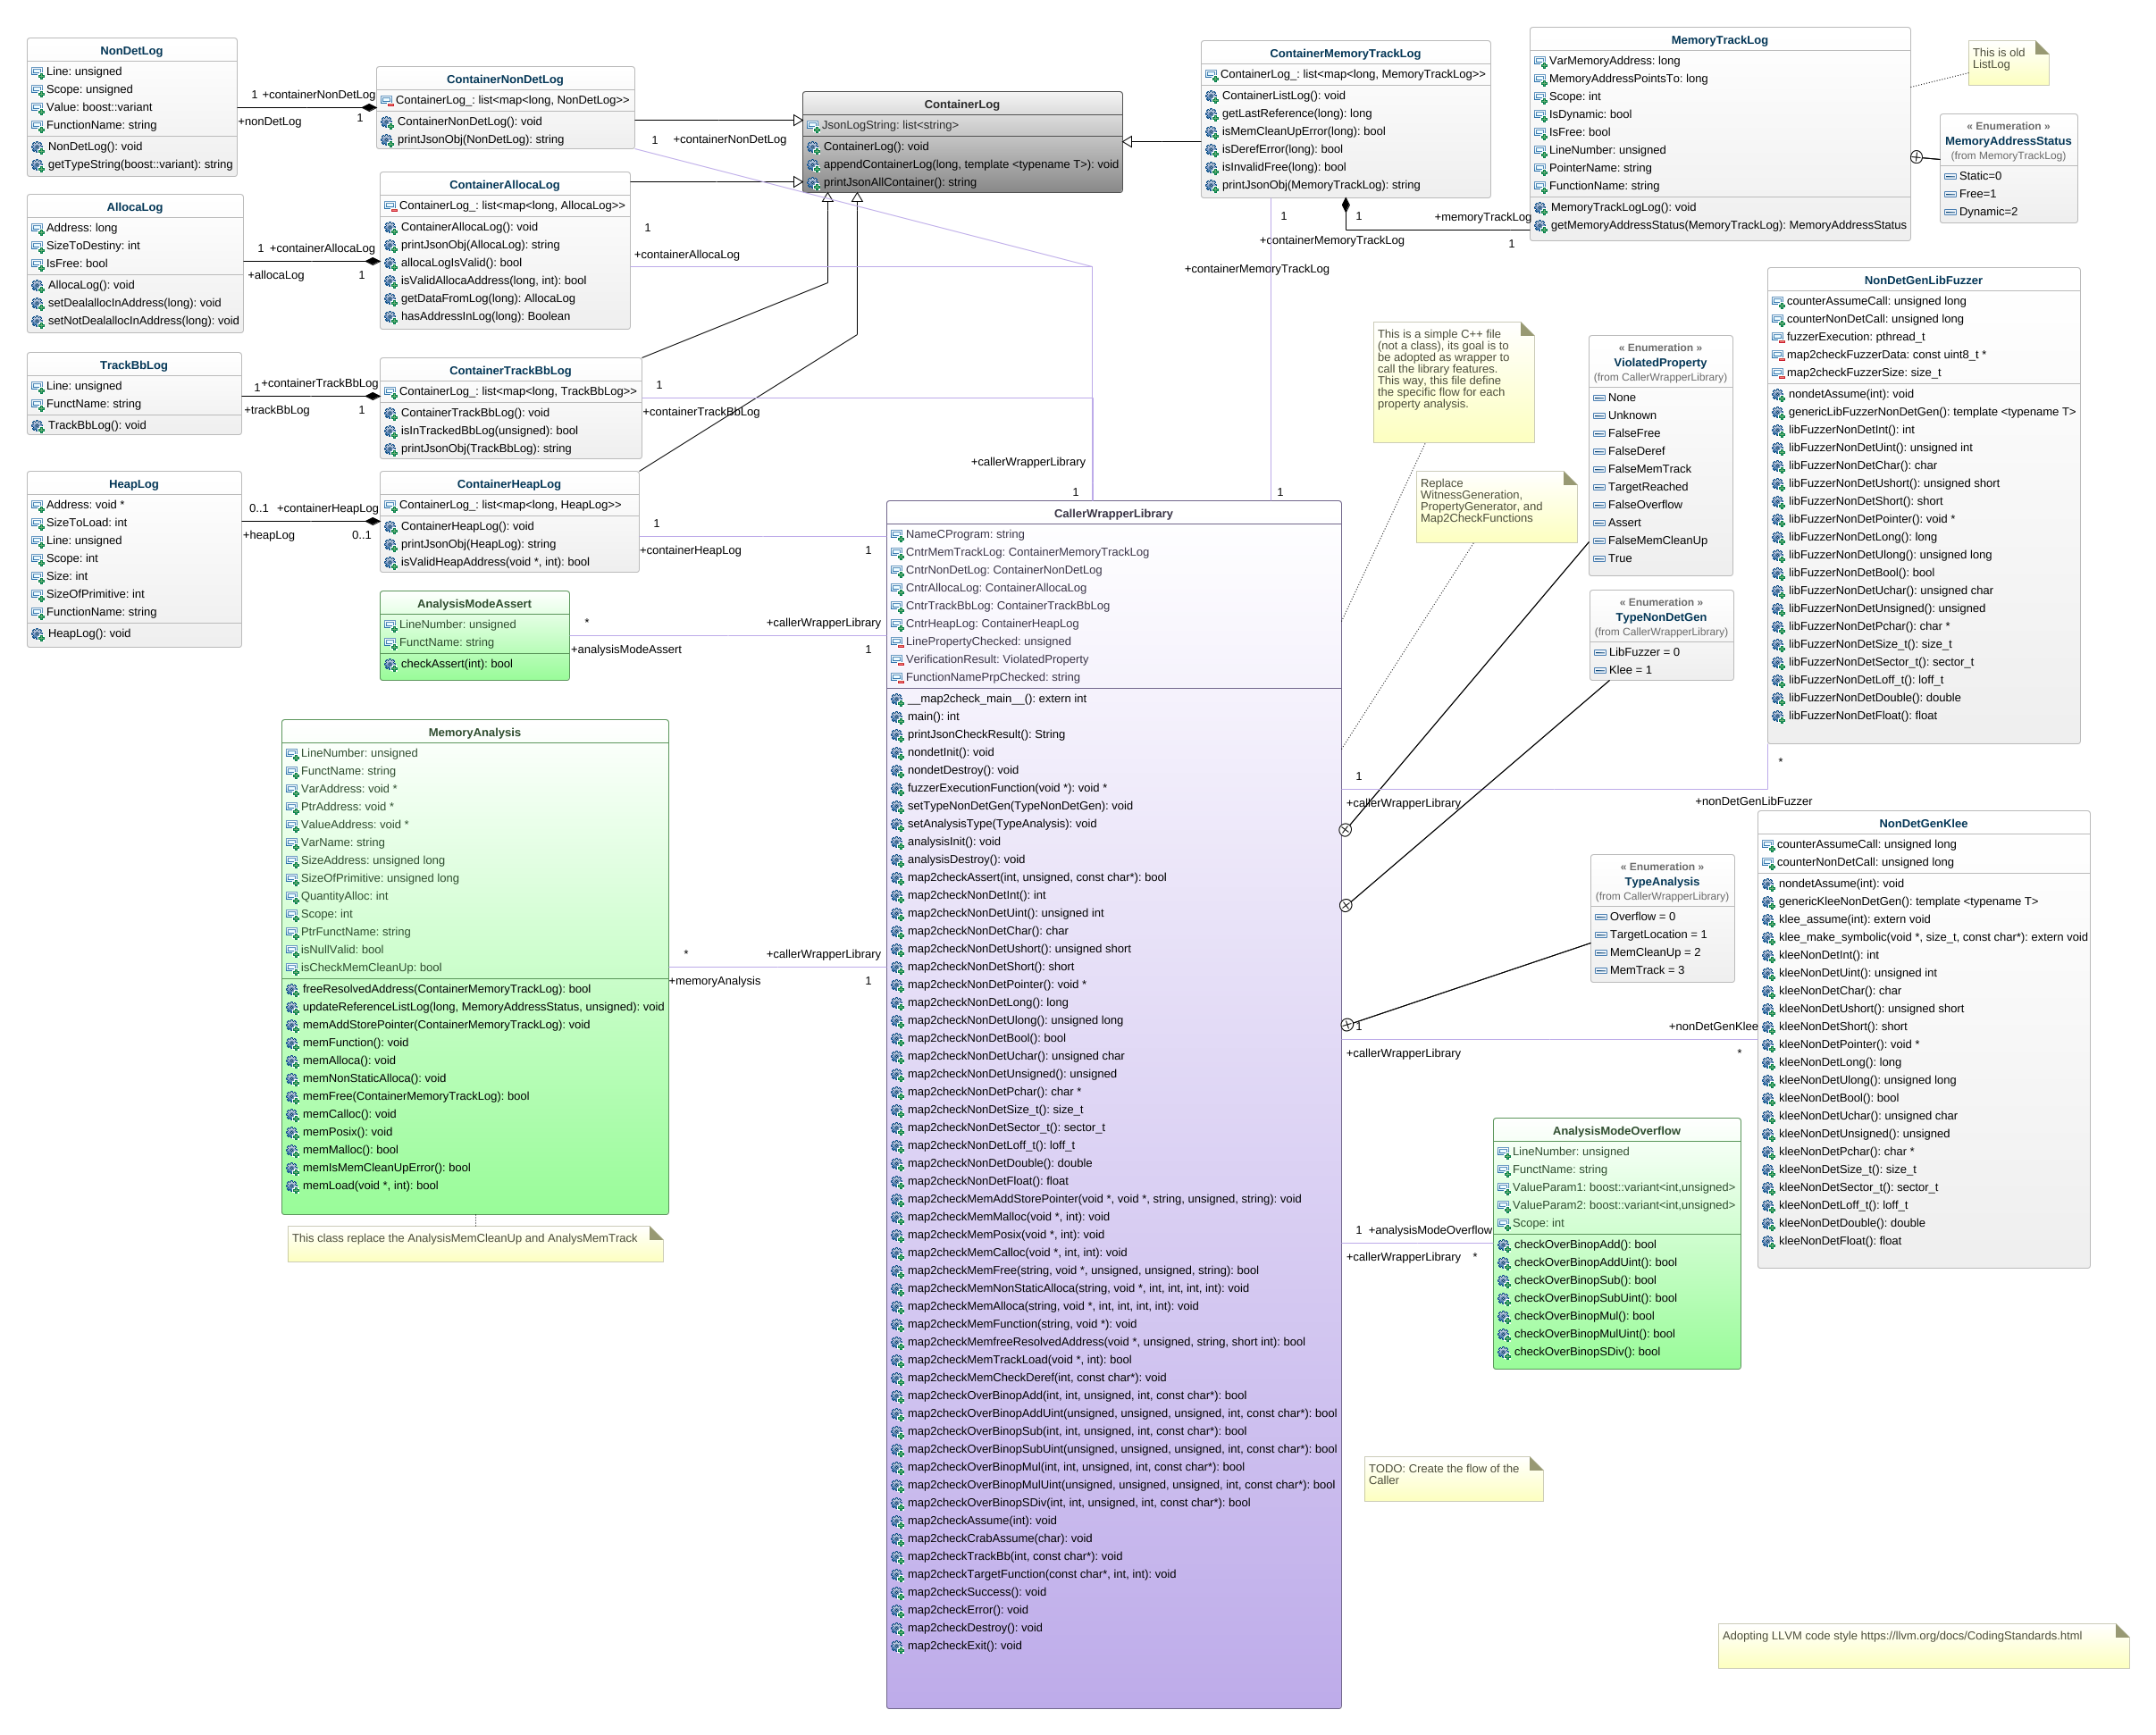 NonDetLog
Line: unsigned
Scope: unsigned
Value: boost::variant
FunctionName: string
NonDetLog(): void
getTypeString(boost::variant): string
1 +containerNonDetLog
+nonDetLog 1
ContainerNonDetLog
ContainerLog_: list<map<long, NonDetLog>>
ContainerNonDetLog(): void
printJsonObj(NonDetLog): string
1 +containerNonDetLog
ContainerLog
JsonLogString: list<string>
ContainerLog(): void
appendContainerLog(long, template <typename T>): void
printJsonAllContainer(): string
ContainerMemoryTrackLog
ContainerLog_: list<map<long, MemoryTrackLog>>
ContainerListLog(): void
getLastReference(long): long
isMemCleanUpError(long): bool
isDerefError(long): bool
isInvalidFree(long): bool
printJsonObj(MemoryTrackLog): string
1
1
+memoryTrackLog
+containerMemoryTrackLog
1
+containerMemoryTrackLog
MemoryTrackLog
VarMemoryAddress: long
MemoryAddressPointsTo: long
Scope: int
IsDynamic: bool
IsFree: bool
LineNumber: unsigned
PointerName: string
FunctionName: string
MemoryTrackLogLog(): void
getMemoryAddressStatus(MemoryTrackLog): MemoryAddressStatus
This is old
ListLog
« Enumeration »
MemoryAddressStatus
(from MemoryTrackLog)
Static=0
Free=1
Dynamic=2
AllocaLog
Address: long
SizeToDestiny: int
IsFree: bool
AllocaLog(): void
setDealallocInAddress(long): void
setNotDealallocInAddress(long): void
1 +containerAllocaLog
+allocaLog 1
ContainerAllocaLog
ContainerLog_: list<map<long, AllocaLog>>
ContainerAllocaLog(): void
printJsonObj(AllocaLog): string
allocaLogIsValid(): bool
isValidAllocaAddress(long, int): bool
getDataFromLog(long): AllocaLog
hasAddressInLog(long): Boolean
1
+containerAllocaLog
TrackBbLog
Line: unsigned
FunctName: string
TrackBbLog(): void
1 +containerTrackBbLog
+trackBbLog 1
ContainerTrackBbLog
ContainerLog_: list<map<long, TrackBbLog>>
ContainerTrackBbLog(): void
isInTrackedBbLog(unsigned): bool
printJsonObj(TrackBbLog): string
1
+containerTrackBbLog
HeapLog
Address: void *
SizeToLoad: int
Line: unsigned
Scope: int
Size: int
SizeOfPrimitive: int
FunctionName: string
HeapLog(): void
0..1 +containerHeapLog
+heapLog 0..1
ContainerHeapLog
ContainerLog_: list<map<long, HeapLog>>
ContainerHeapLog(): void
printJsonObj(HeapLog): string
isValidHeapAddress(void *, int): bool
1
+containerHeapLog 1
+callerWrapperLibrary
1
1
AnalysisModeAssert
LineNumber: unsigned
FunctName: string
checkAssert(int): bool
* +callerWrapperLibrary
+analysisModeAssert 1
MemoryAnalysis
LineNumber: unsigned
FunctName: string
VarAddress: void *
PtrAddress: void *
ValueAddress: void *
VarName: string
SizeAddress: unsigned long
SizeOfPrimitive: unsigned long
QuantityAlloc: int
Scope: int
PtrFunctName: string
isNullValid: bool
isCheckMemCleanUp: bool
freeResolvedAddress(ContainerMemoryTrackLog): bool
updateReferenceListLog(long, MemoryAddressStatus, unsigned): void
memAddStorePointer(ContainerMemoryTrackLog): void
memFunction(): void
memAlloca(): void
memNonStaticAlloca(): void
memFree(ContainerMemoryTrackLog): bool
memCalloc(): void
memPosix(): void
memMalloc(): bool
memIsMemCleanUpError(): bool
memLoad(void *, int): bool
* +callerWrapperLibrary
+memoryAnalysis 1
This class replace the AnalysisMemCleanUp and AnalysMemTrack
CallerWrapperLibrary
NameCProgram: string
CntrMemTrackLog: ContainerMemoryTrackLog
CntrNonDetLog: ContainerNonDetLog
CntrAllocaLog: ContainerAllocaLog
CntrTrackBbLog: ContainerTrackBbLog
CntrHeapLog: ContainerHeapLog
LinePropertyChecked: unsigned
VerificationResult: ViolatedProperty
FunctionNamePrpChecked: string
__map2check_main__(): extern int
main(): int
printJsonCheckResult(): String
nondetInit(): void
nondetDestroy(): void
fuzzerExecutionFunction(void *): void *
setTypeNonDetGen(TypeNonDetGen): void
setAnalysisType(TypeAnalysis): void
analysisInit(): void
analysisDestroy(): void
map2checkAssert(int, unsigned, const char*): bool
map2checkNonDetInt(): int
map2checkNonDetUint(): unsigned int
map2checkNonDetChar(): char
map2checkNonDetUshort(): unsigned short
map2checkNonDetShort(): short
map2checkNonDetPointer(): void *
map2checkNonDetLong(): long
map2checkNonDetUlong(): unsigned long
map2checkNonDetBool(): bool
map2checkNonDetUchar(): unsigned char
map2checkNonDetUnsigned(): unsigned
map2checkNonDetPchar(): char *
map2checkNonDetSize_t(): size_t
map2checkNonDetSector_t(): sector_t
map2checkNonDetLoff_t(): loff_t
map2checkNonDetDouble(): double
map2checkNonDetFloat(): float
map2checkMemAddStorePointer(void *, void *, string, unsigned, string): void
map2checkMemMalloc(void *, int): void
map2checkMemPosix(void *, int): void
map2checkMemCalloc(void *, int, int): void
map2checkMemFree(string, void *, unsigned, unsigned, string): bool
map2checkMemNonStaticAlloca(string, void *, int, int, int, int): void
map2checkMemAlloca(string, void *, int, int, int, int): void
map2checkMemFunction(string, void *): void
map2checkMemfreeResolvedAddress(void *, unsigned, string, short int): bool
map2checkMemTrackLoad(void *, int): bool
map2checkMemCheckDeref(int, const char*): void
map2checkOverBinopAdd(int, int, unsigned, int, const char*): bool
map2checkOverBinopAddUint(unsigned, unsigned, unsigned, int, const char*): bool
map2checkOverBinopSub(int, int, unsigned, int, const char*): bool
map2checkOverBinopSubUint(unsigned, unsigned, unsigned, int, const char*): bool
map2checkOverBinopMul(int, int, unsigned, int, const char*): bool
map2checkOverBinopMulUint(unsigned, unsigned, unsigned, int, const char*): bool
map2checkOverBinopSDiv(int, int, unsigned, int, const char*): bool
map2checkAssume(int): void
map2checkCrabAssume(char): void
map2checkTrackBb(int, const char*): void
map2checkTargetFunction(const char*, int, int): void
map2checkSuccess(): void
map2checkError(): void
map2checkDestroy(): void
map2checkExit(): void
This is a simple C++ file
(not a class), its goal is to
be adopted as wrapper to
call the library features.
This way, this file define
the specific flow for each
property analysis.
Replace
WitnessGeneration,
PropertyGenerator, and
Map2CheckFunctions
« Enumeration »
ViolatedProperty
(from CallerWrapperLibrary)
None
Unknown
FalseFree
FalseDeref
FalseMemTrack
TargetReached
FalseOverflow
Assert
FalseMemCleanUp
True
« Enumeration »
TypeNonDetGen
(from CallerWrapperLibrary)
LibFuzzer = 0
Klee = 1
NonDetGenLibFuzzer
counterAssumeCall: unsigned long
counterNonDetCall: unsigned long
fuzzerExecution: pthread_t
map2checkFuzzerData: const uint8_t *
map2checkFuzzerSize: size_t
nondetAssume(int): void
genericLibFuzzerNonDetGen(): template <typename T>
libFuzzerNonDetInt(): int
libFuzzerNonDetUint(): unsigned int
libFuzzerNonDetChar(): char
libFuzzerNonDetUshort(): unsigned short
libFuzzerNonDetShort(): short
libFuzzerNonDetPointer(): void *
libFuzzerNonDetLong(): long
libFuzzerNonDetUlong(): unsigned long
libFuzzerNonDetBool(): bool
libFuzzerNonDetUchar(): unsigned char
libFuzzerNonDetUnsigned(): unsigned
libFuzzerNonDetPchar(): char *
libFuzzerNonDetSize_t(): size_t
libFuzzerNonDetSector_t(): sector_t
libFuzzerNonDetLoff_t(): loff_t
libFuzzerNonDetDouble(): double
libFuzzerNonDetFloat(): float
1 *
+callerWrapperLibrary +nonDetGenLibFuzzer
« Enumeration »
TypeAnalysis
(from CallerWrapperLibrary)
Overflow = 0
TargetLocation = 1
MemCleanUp = 2
MemTrack = 3
1 +nonDetGenKlee
+callerWrapperLibrary *
NonDetGenKlee
counterAssumeCall: unsigned long
counterNonDetCall: unsigned long
nondetAssume(int): void
genericKleeNonDetGen(): template <typename T>
klee_assume(int): extern void
klee_make_symbolic(void *, size_t, const char*): extern void
kleeNonDetInt(): int
kleeNonDetUint(): unsigned int
kleeNonDetChar(): char
kleeNonDetUshort(): unsigned short
kleeNonDetShort(): short
kleeNonDetPointer(): void *
kleeNonDetLong(): long
kleeNonDetUlong(): unsigned long
kleeNonDetBool(): bool
kleeNonDetUchar(): unsigned char
kleeNonDetUnsigned(): unsigned
kleeNonDetPchar(): char *
kleeNonDetSize_t(): size_t
kleeNonDetSector_t(): sector_t
kleeNonDetLoff_t(): loff_t
kleeNonDetDouble(): double
kleeNonDetFloat(): float
1 +analysisModeOverflow
+callerWrapperLibrary *
AnalysisModeOverflow
LineNumber: unsigned
FunctName: string
ValueParam1: boost::variant<int,unsigned>
ValueParam2: boost::variant<int,unsigned>
Scope: int
checkOverBinopAdd(): bool
checkOverBinopAddUint(): bool
checkOverBinopSub(): bool
checkOverBinopSubUint(): bool
checkOverBinopMul(): bool
checkOverBinopMulUint(): bool
checkOverBinopSDiv(): bool
TODO: Create the flow of the
Caller
Adopting LLVM code style https://llvm.org/docs/CodingStandards.html